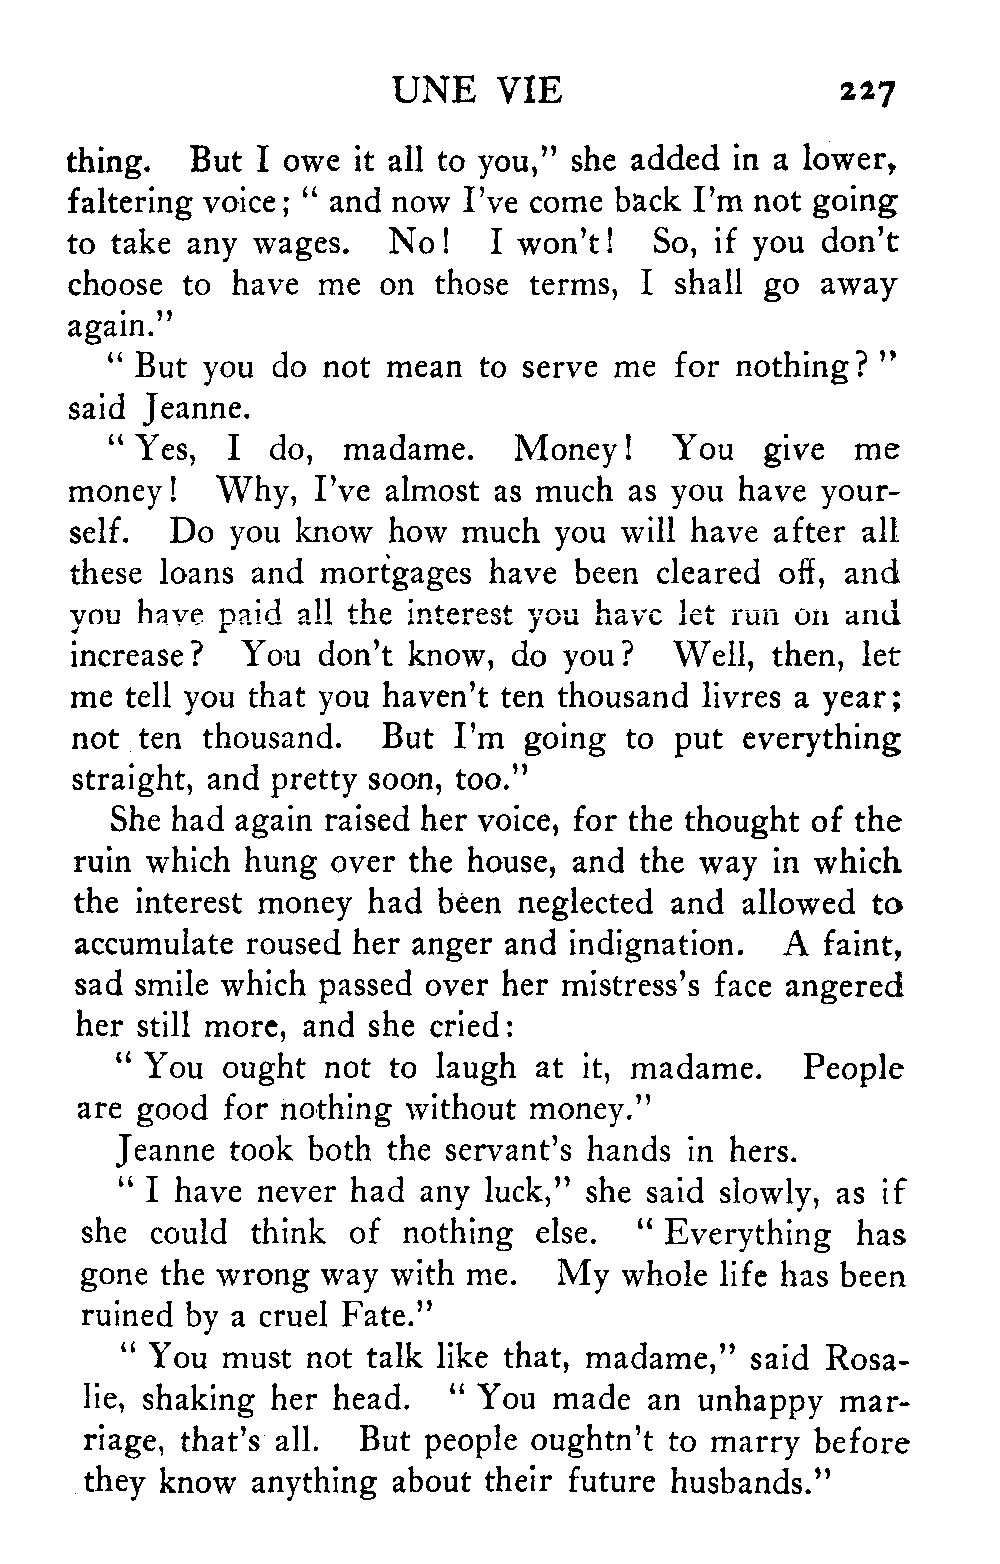 UNE VIE 227
thing. But I owe it all to you," she added in a lower,
faltering voice; " and now I've come back I'm not going
to take any wages. No! I won't! So, if you don't
choose to have me on those terms, I shall go away
again."
" But you do not mean to serve me for nothing? "
said Jeanne.
" Yes, I do, madame. Money! You give me
money! Why, I've almost as much as you have your-
self. Do you know how much you will have after all
these loans and mortgages have been cleared off, and
you have paid all the interest you have let run on and
increase? You don't know, do you? Well, then, let
me tell you that you haven't ten thousand livres a year;
not ten thousand. But I'm going to put everything
straight, and pretty soon, too."
She had again raised her voice, for the thought of the
ruin which hung over the house, and the way in which
the interest money had been neglected and allowed to
accumulate roused her anger and indignation. A faint,
sad smile which passed over her mistress's face angered
her still more, and she cried:
" You ought not to laugh at it, madame. People
are good for nothing without money."
Jeanne took both the servant's hands in hers.
" I have never had any luck," she said slowly, as if
she could think of nothing else. " Everything has
gone the wrong way with me. My whole life has been
ruined by a cruel Fate."
" You must not talk like that, madame," said Rosa-
lie, shaking her head. " You made an unhappy mar-
riage, that's all. But people oughtn't to marry before
they know anything about their future husbands."